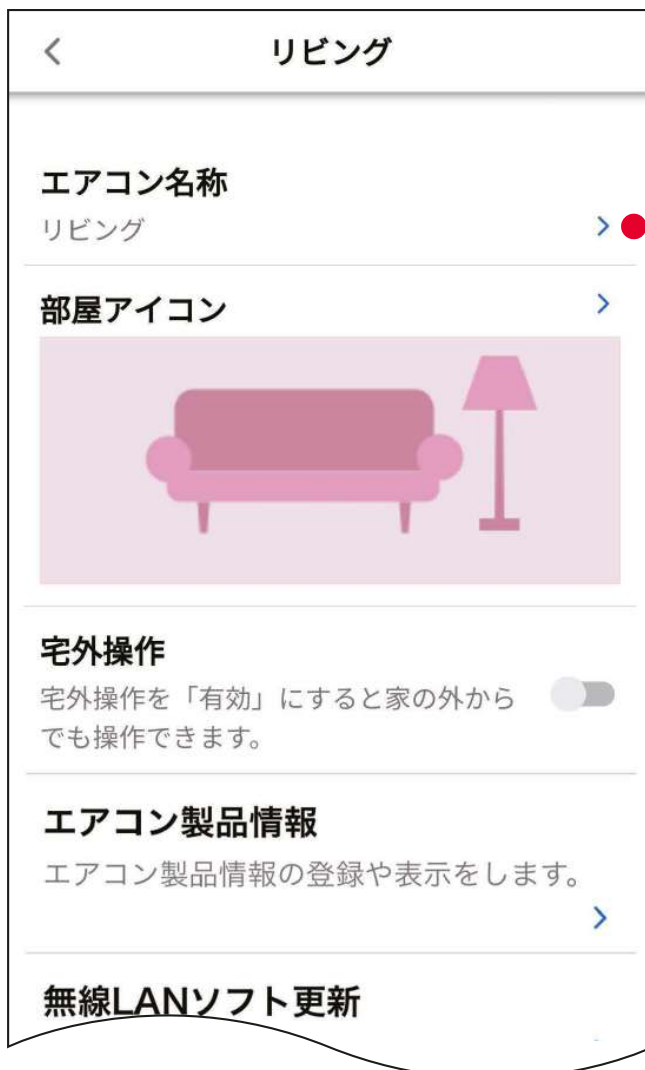 リビング
エアコン名称
リビング
部屋アイコン
宅外操作
宅外操作を「有効」にすると家の外から
でも操作できます。
エアコン製品情報
エアコン製品情報の登録や表示をします。
無線LANソフト更新